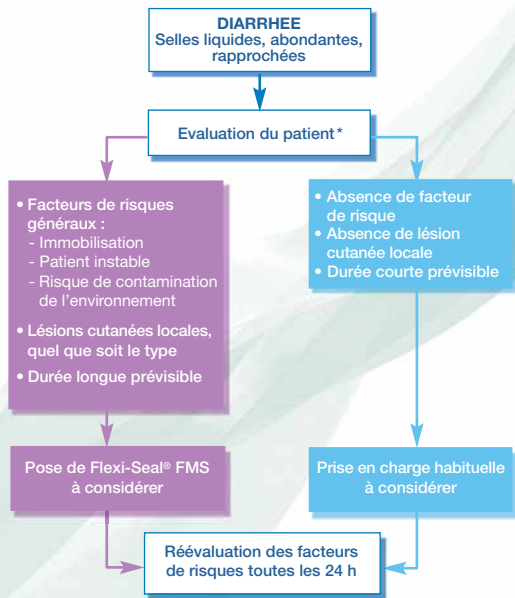 DIARRHEE
Selles liquides, abondantes,
rapprochées
Evaluation du patient*
• Facteurs de risques
généraux :
- Immobilisation
- Patient instable
- Risque de contamination
de l'environnement
• Lésions cutanées locales,
quel que soit le type
• Durée longue prévisible
• Absence de facteur
de risque
• Absence de lésion
cutanée locale
• Durée courte prévisible
Pose de Flexi-Seal® FMS
à considérer
Prise en charge habituelle
à considérer
Réévaluation des facteurs
de risques toutes les 24 h